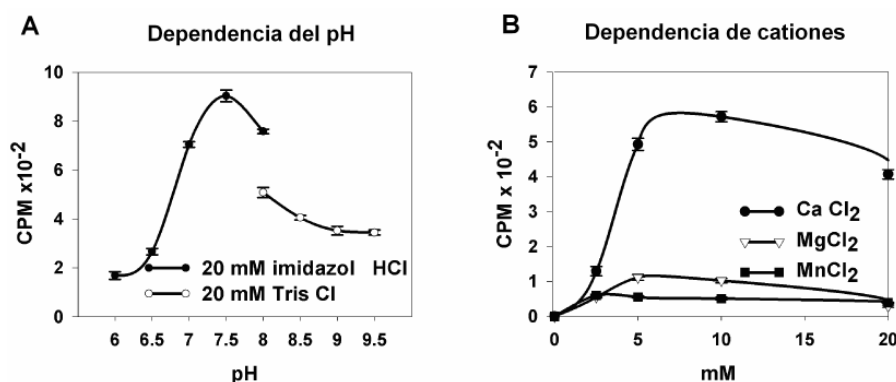 A
Dependencia del pH
CPM x10-2
10
8
6
4
2
0
20 mM imidazol HCl
20 mM Tris Cl
6 6.5 7 7.5 8 8.5 9 9.5
pH
B
Dependencia de cationes
CPM x 10-2
7
6
5
4
3
2
1
0
Ca Cl2
MgCl2
MnCl2
0 5 10 20
mM